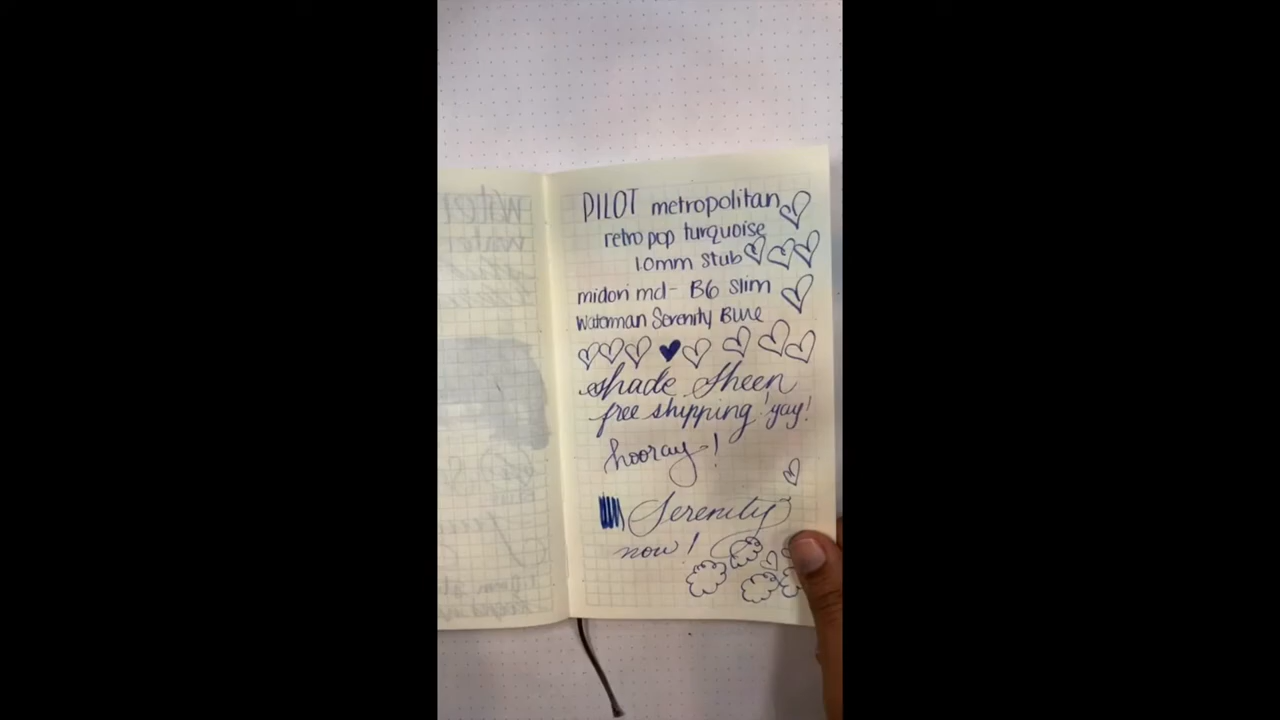 PILOT metropolitan
retro pop turquoise
1.0mm Stub
midori md- B6 slim
Waterman Serenity Blue
shade Sheen
free shipping! yay!
hooray!
Serenity
now!